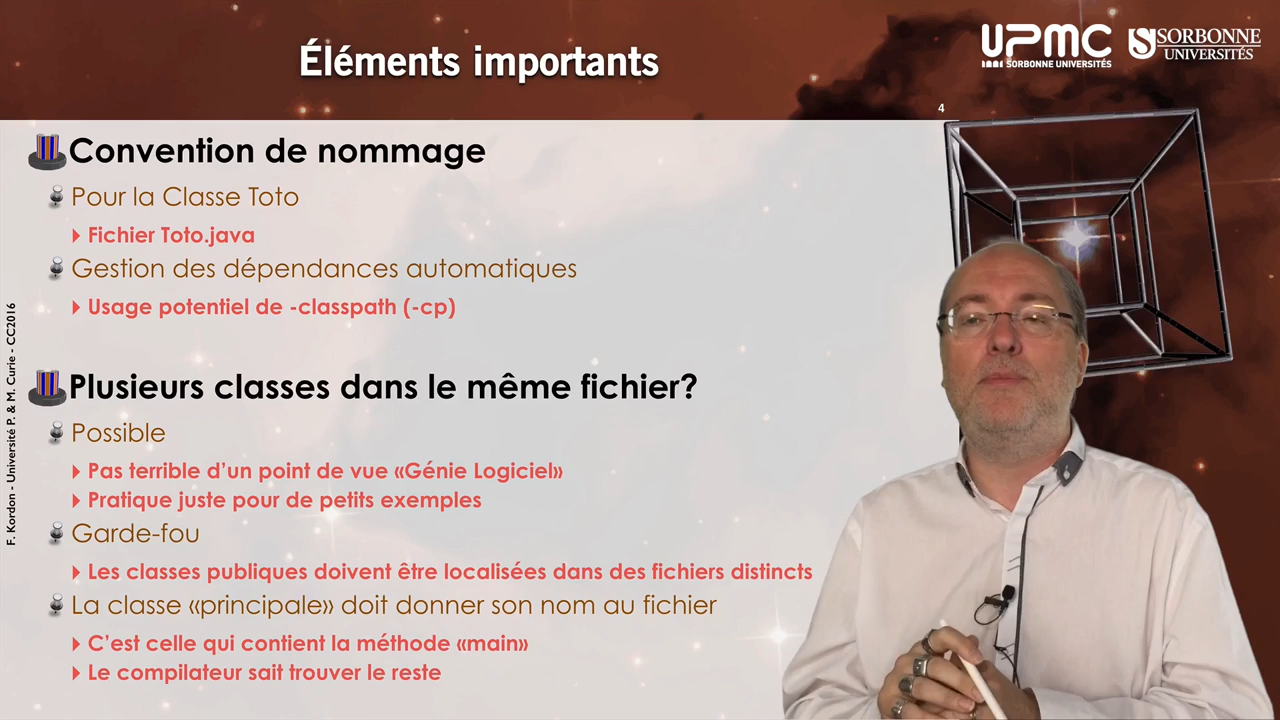 Éléments importants
UPMC
SORBONNE UNIVERSITÉS
SORBONNE
UNIVERSITÉS
4
Convention de nommage
Pour la Classe Toto
Fichier Toto.java
Gestion des dépendances automatiques
Usage potentiel de -classpath (-cp)
Plusieurs classes dans le même fichier?
Possible
Pas terrible d'un point de vue «Génie Logiciel»
Pratique juste pour de petits exemples
Garde-fou
Les classes publiques doivent être localisées dans des fichiers distincts
La classe «principale» doit donner son nom au fichier
C'est celle qui contient la méthode «main»
Le compilateur sait trouver le reste
F. Kordon - Université P. & M. Curie - CC2016